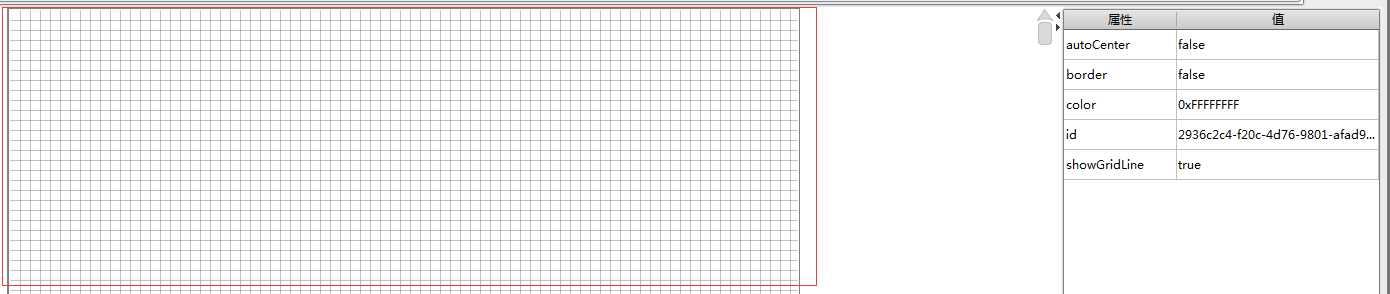 属性 值
autoCenter false
border false
color 0xFFFFFFFF
id 2936c2c4-f20c-4d76-9801-afad9...
showGridLine true